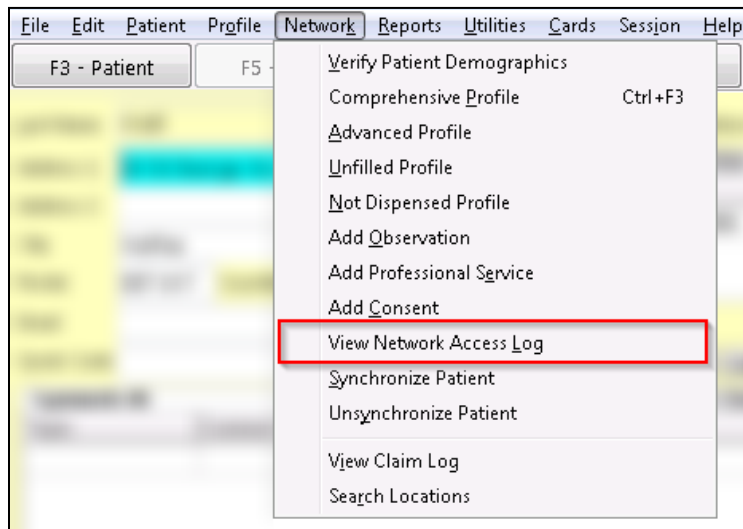 File Edit Patient Profile Network Reports Utilities Cards Session Help
F3 - Patient F5 -
Verify Patient Demographics
Comprehensive Profile Ctrl+F3
Advanced Profile
Unfilled Profile
Not Dispensed Profile
Add Observation
Add Professional Service
Add Consent
View Network Access Log
Synchronize Patient
Unsynchronize Patient
View Claim Log
Search Locations